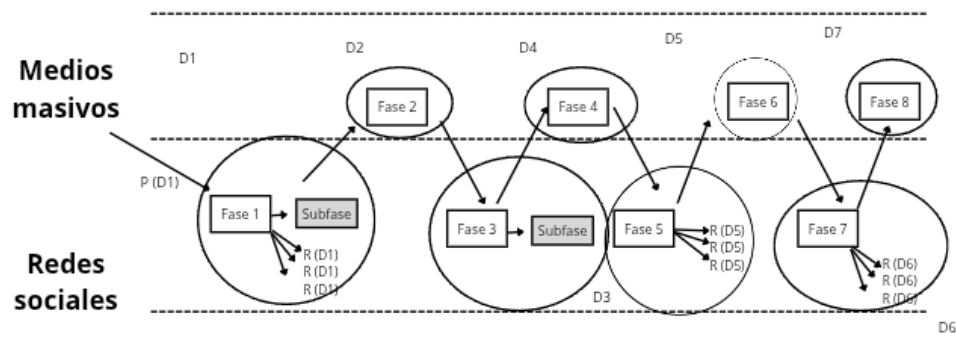 D1
D2
D4
D5
D7
Medios
masivos
Fase 2
Fase 4
Fase 6
Fase 8
P (D1)
Fase 1
Subfase
R (D1)
R (D1)
R (D1)
Fase 3
Subfase
Fase 5
R (D5)
R (D5)
R (D5)
Fase 7
R (D6)
R (D6)
R (D6)
Redes
sociales
D3
D6